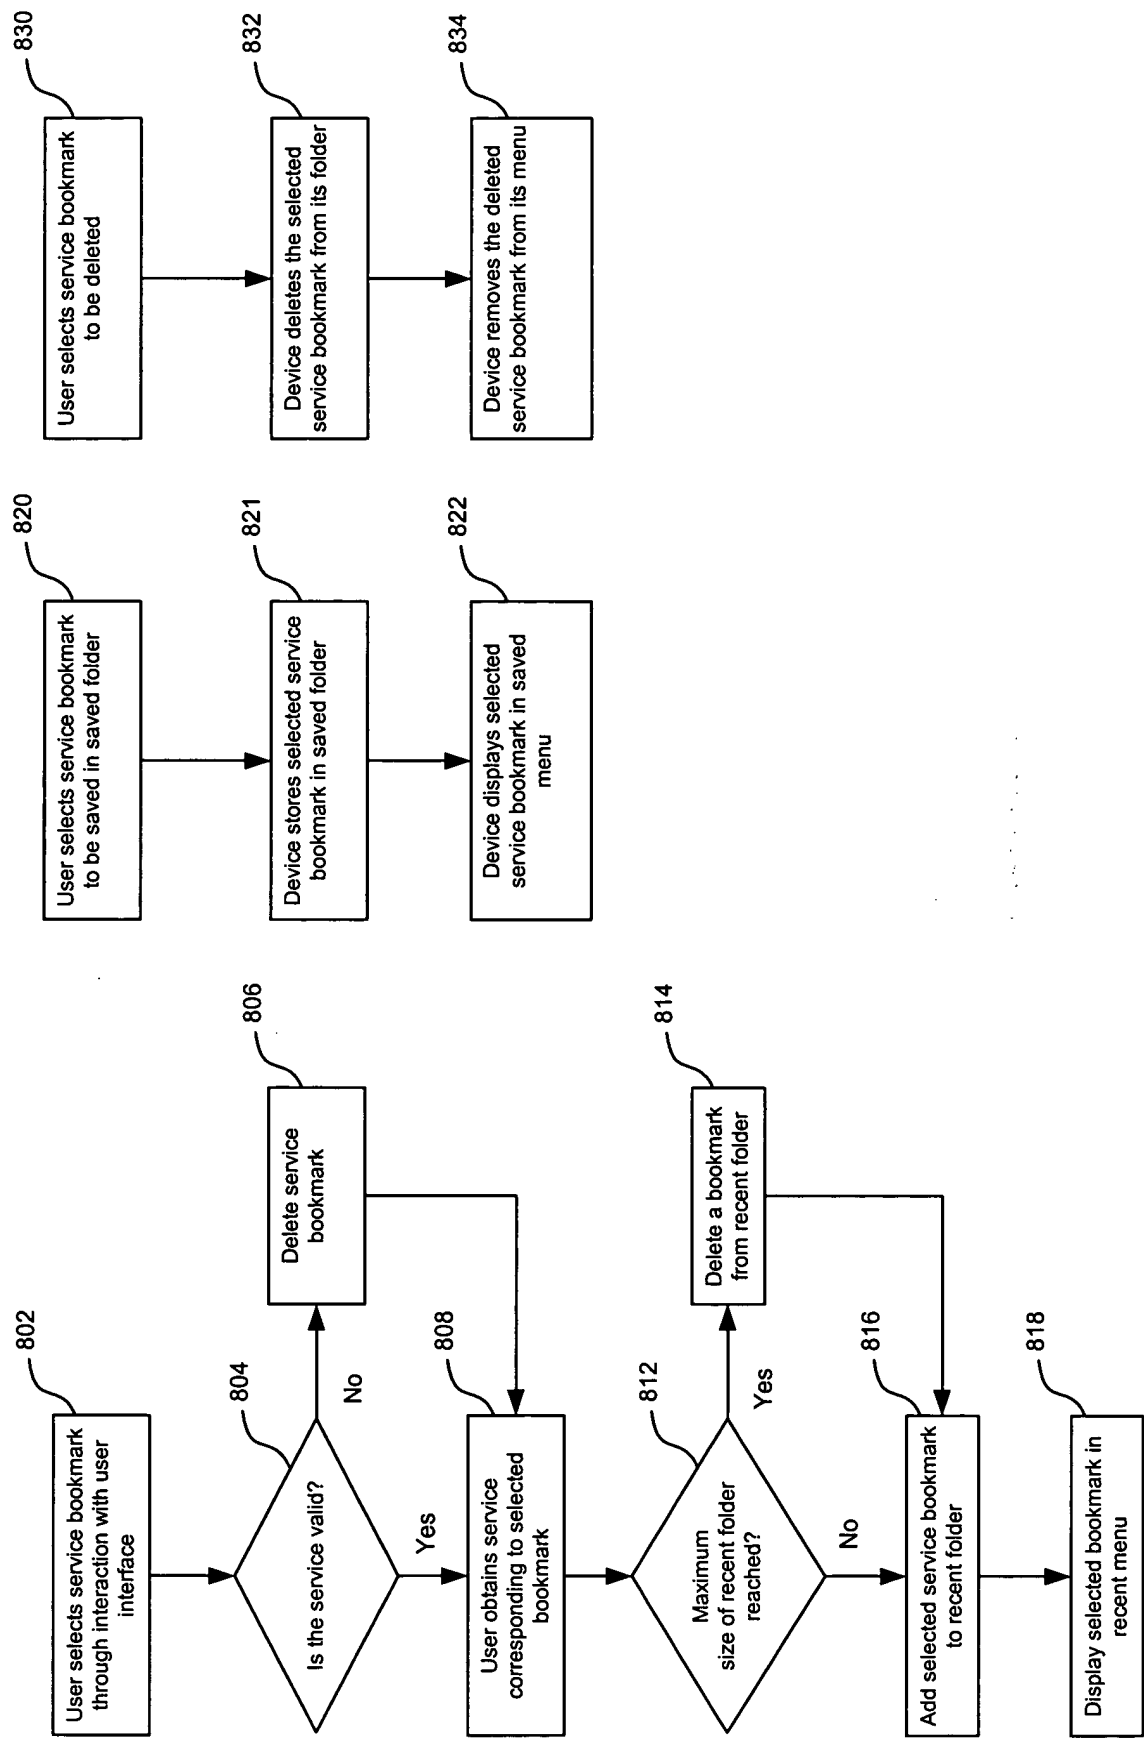 802
User selects service bookmark
through interaction with user
interface
804
Is the service valid?
No
806
Delete service
bookmark
Yes
808
User obtains service
corresponding to selected
bookmark
812
Maximum
size of recent folder
reached?
Yes
814
Delete a bookmark
from recent folder
No
816
Add selected service bookmark
to recent folder
818
Display selected bookmark in
recent menu
820
User selects service bookmark
to be saved in saved folder
821
Device stores selected service
bookmark in saved folder
822
Device displays selected
service bookmark in saved
menu
830
User selects service bookmark
to be deleted
832
Device deletes the selected
service bookmark from its folder
834
Device removes the deleted
service bookmark from its menu